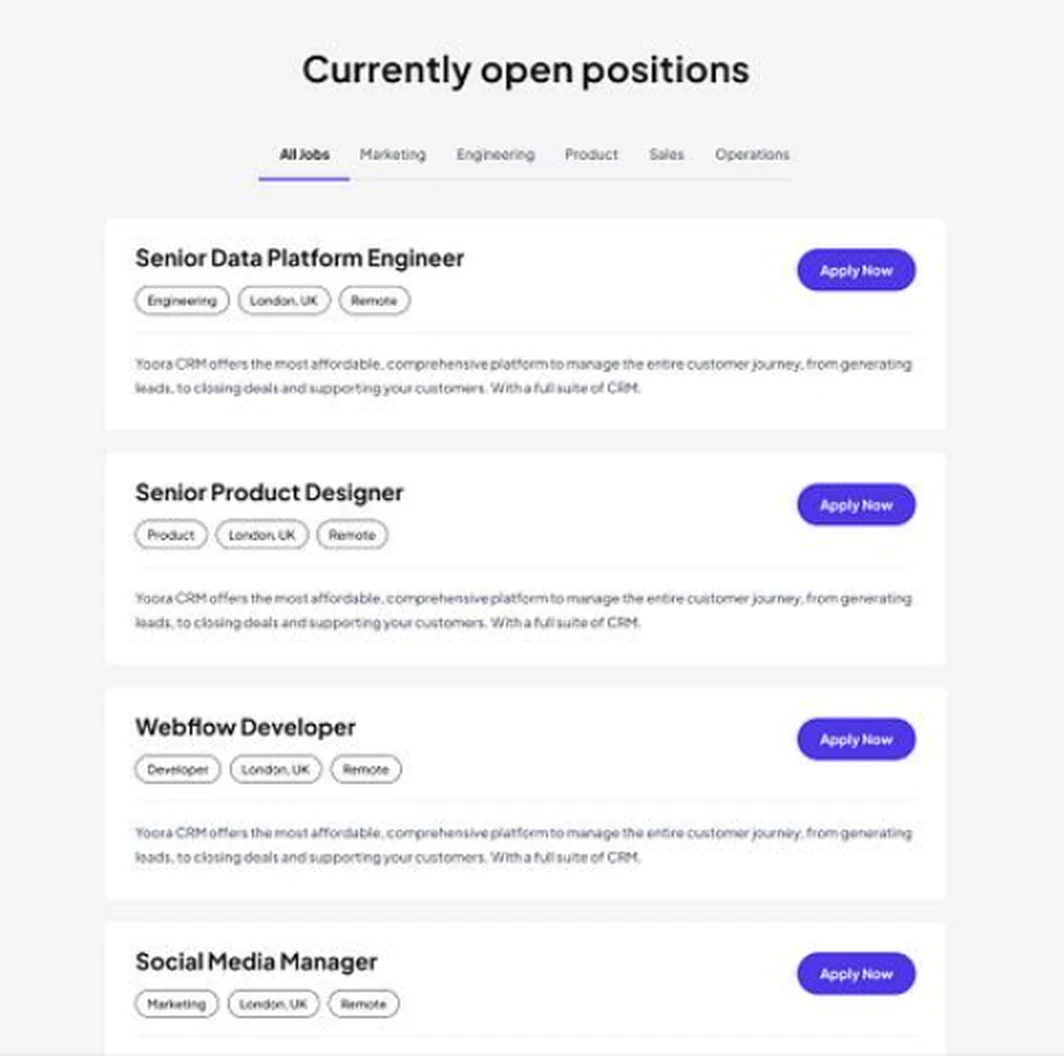 Currently open positions
All Jobs Marketing Engineering Product Sales Operations
Senior Data Platform Engineer
Apply Now
Engineering London, UK Remote
Yoora CRM offers the most affordable, comprehensive platform to manage the entire customer journey, from generating
leads, to closing deals and supporting your customers. With a full suite of CRM.
Senior Product Designer
Apply Now
Product London, UK Remote
Yoora CRM offers the most affordable, comprehensive platform to manage the entire customer journey, from generating
leads, to closing deals and supporting your customers. With a full suite of CRM.
Webflow Developer
Apply Now
Developer London, UK Remote
Yoora CRM offers the most affordable, comprehensive platform to manage the entire customer journey, from generating
leads, to closing deals and supporting your customers. With a full suite of CRM.
Social Media Manager
Apply Now
Marketing London, UK Remote